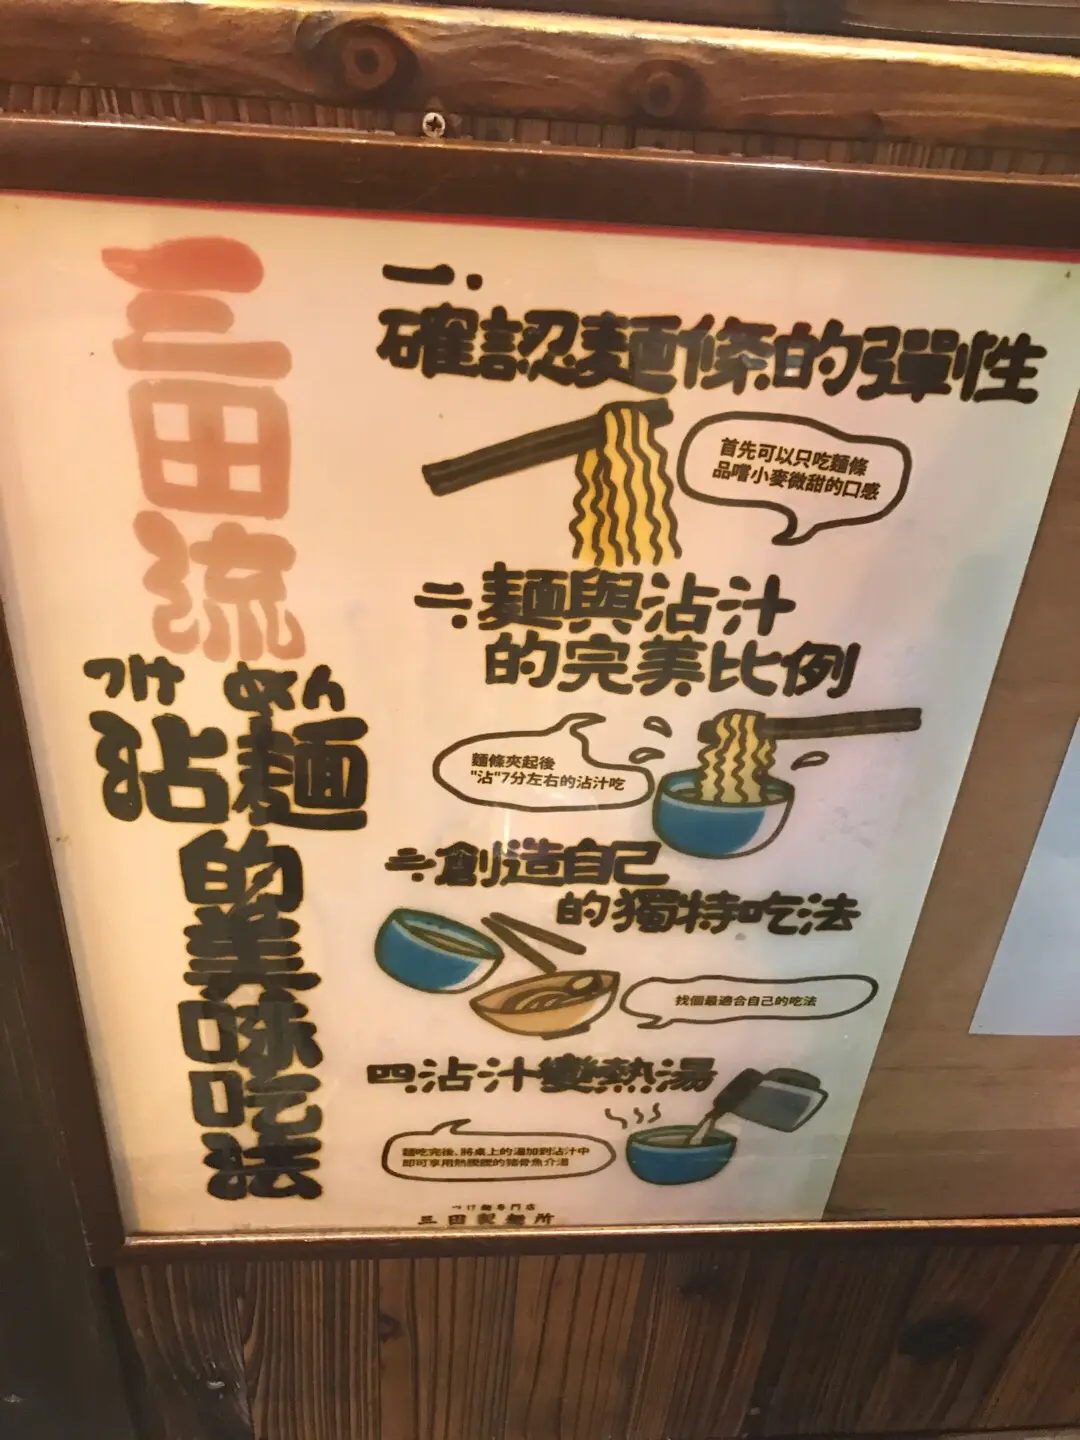 三田流
つけ めん
沾麵
的美味吃法
一.
確認麵條的彈性
首先可以只吃麵條
品嚐小麥微甜的口感
二.麵與沾汁
的完美比例
麵條夾起後
"沾"7分左右的沾汁吃
三.創造自己
的獨特吃法
找個最適合自己的吃法
四.沾汁變熱湯
麵吃完後、將桌上的湯加到沾汁中
即可享用熱騰騰的豬骨魚介湯
つけ麺専門店
三田製麺所